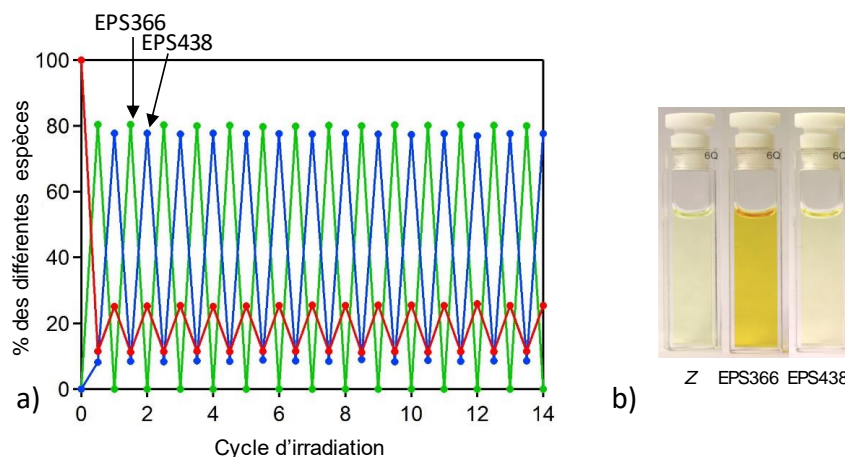 EPS366
EPS438
% des différentes espèces
100
80
60
40
20
0
0 2 4 6 8 10 12 14
Cycle d’irradiation
a)
6Q 6Q 6Q
Z EPS366 EPS438
b)